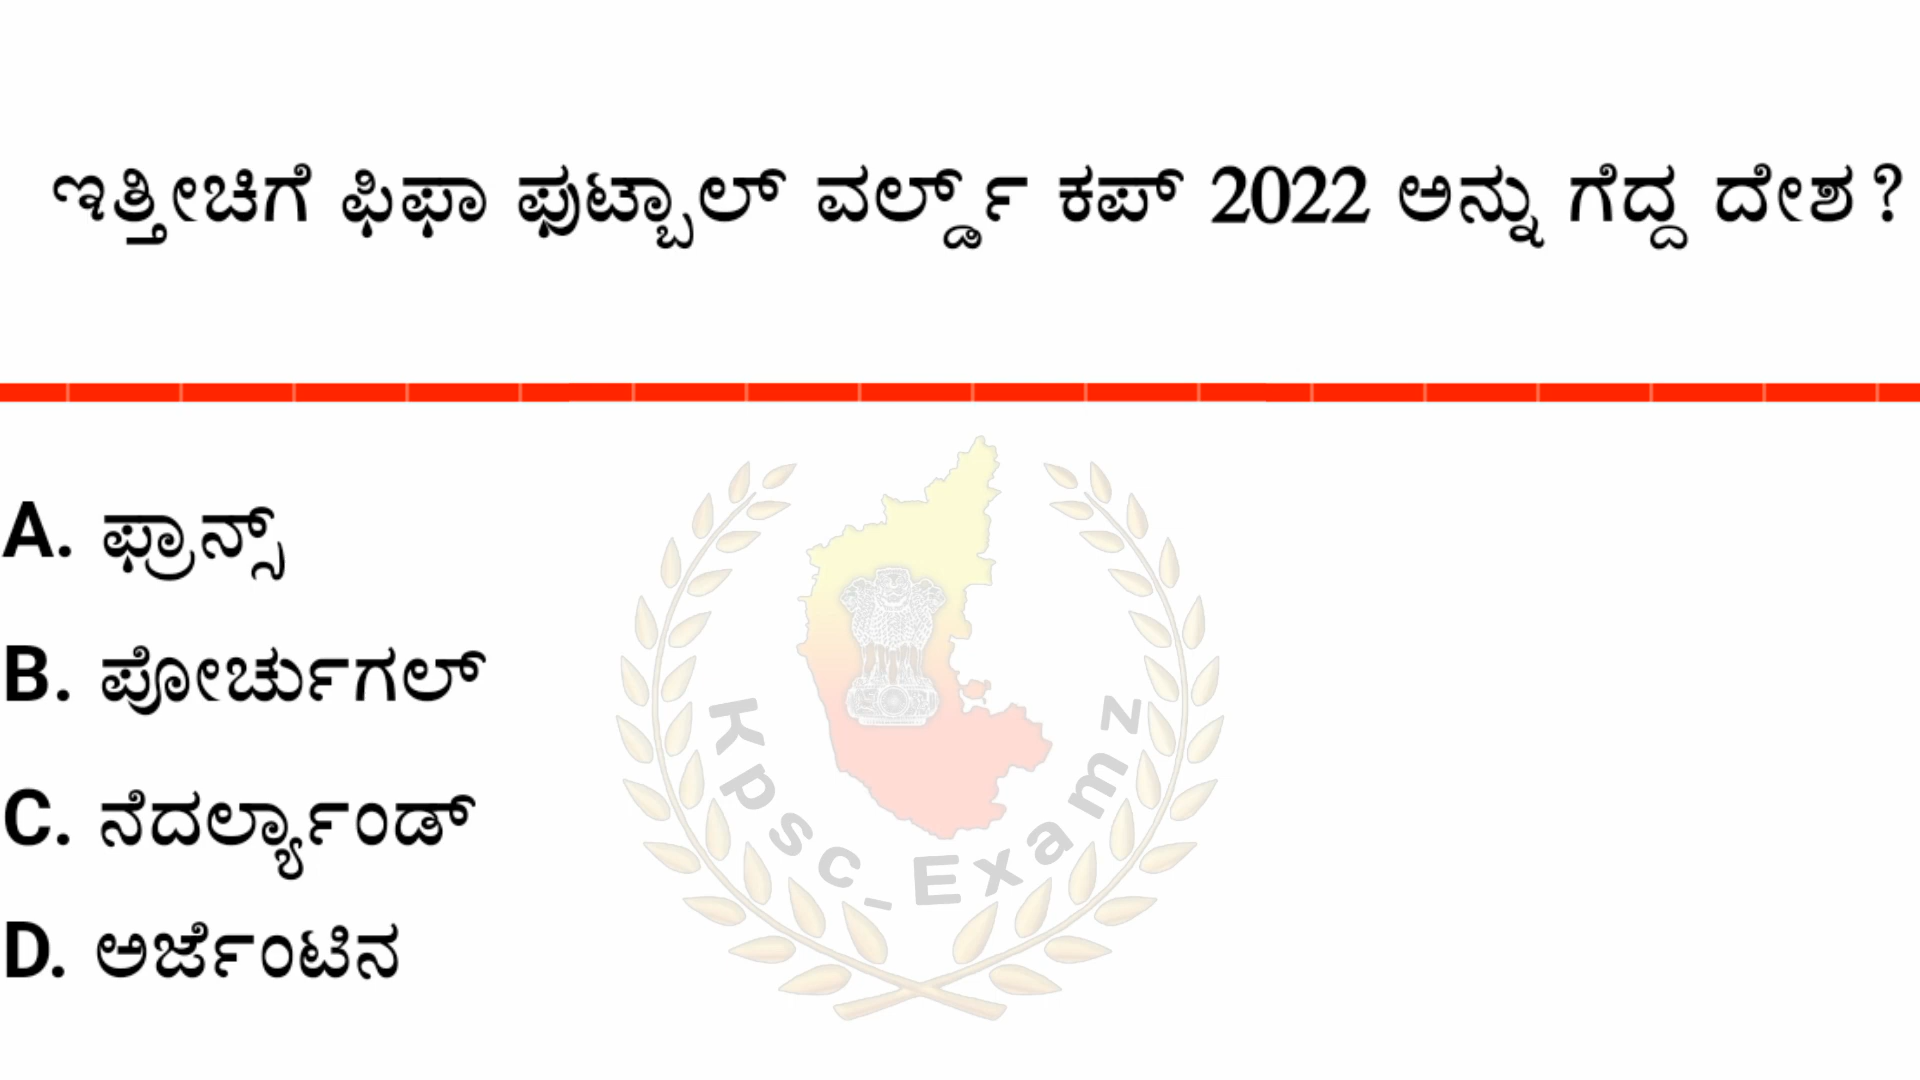 ಇತ್ತೀಚಿಗೆ ಫಿಫಾ ಫುಟ್ಬಾಲ್ ವರ್ಲ್ಡ್ ಕಪ್ 2022 ಅನ್ನು ಗೆದ್ದ ದೇಶ ?
A. ಫ್ರಾನ್ಸ್
B. ಪೋರ್ಚುಗಲ್
C. ನೆದರ್ಲ್ಯಾಂಡ್
D. ಅರ್ಜೆಂಟಿನ
Kpsc_Examz